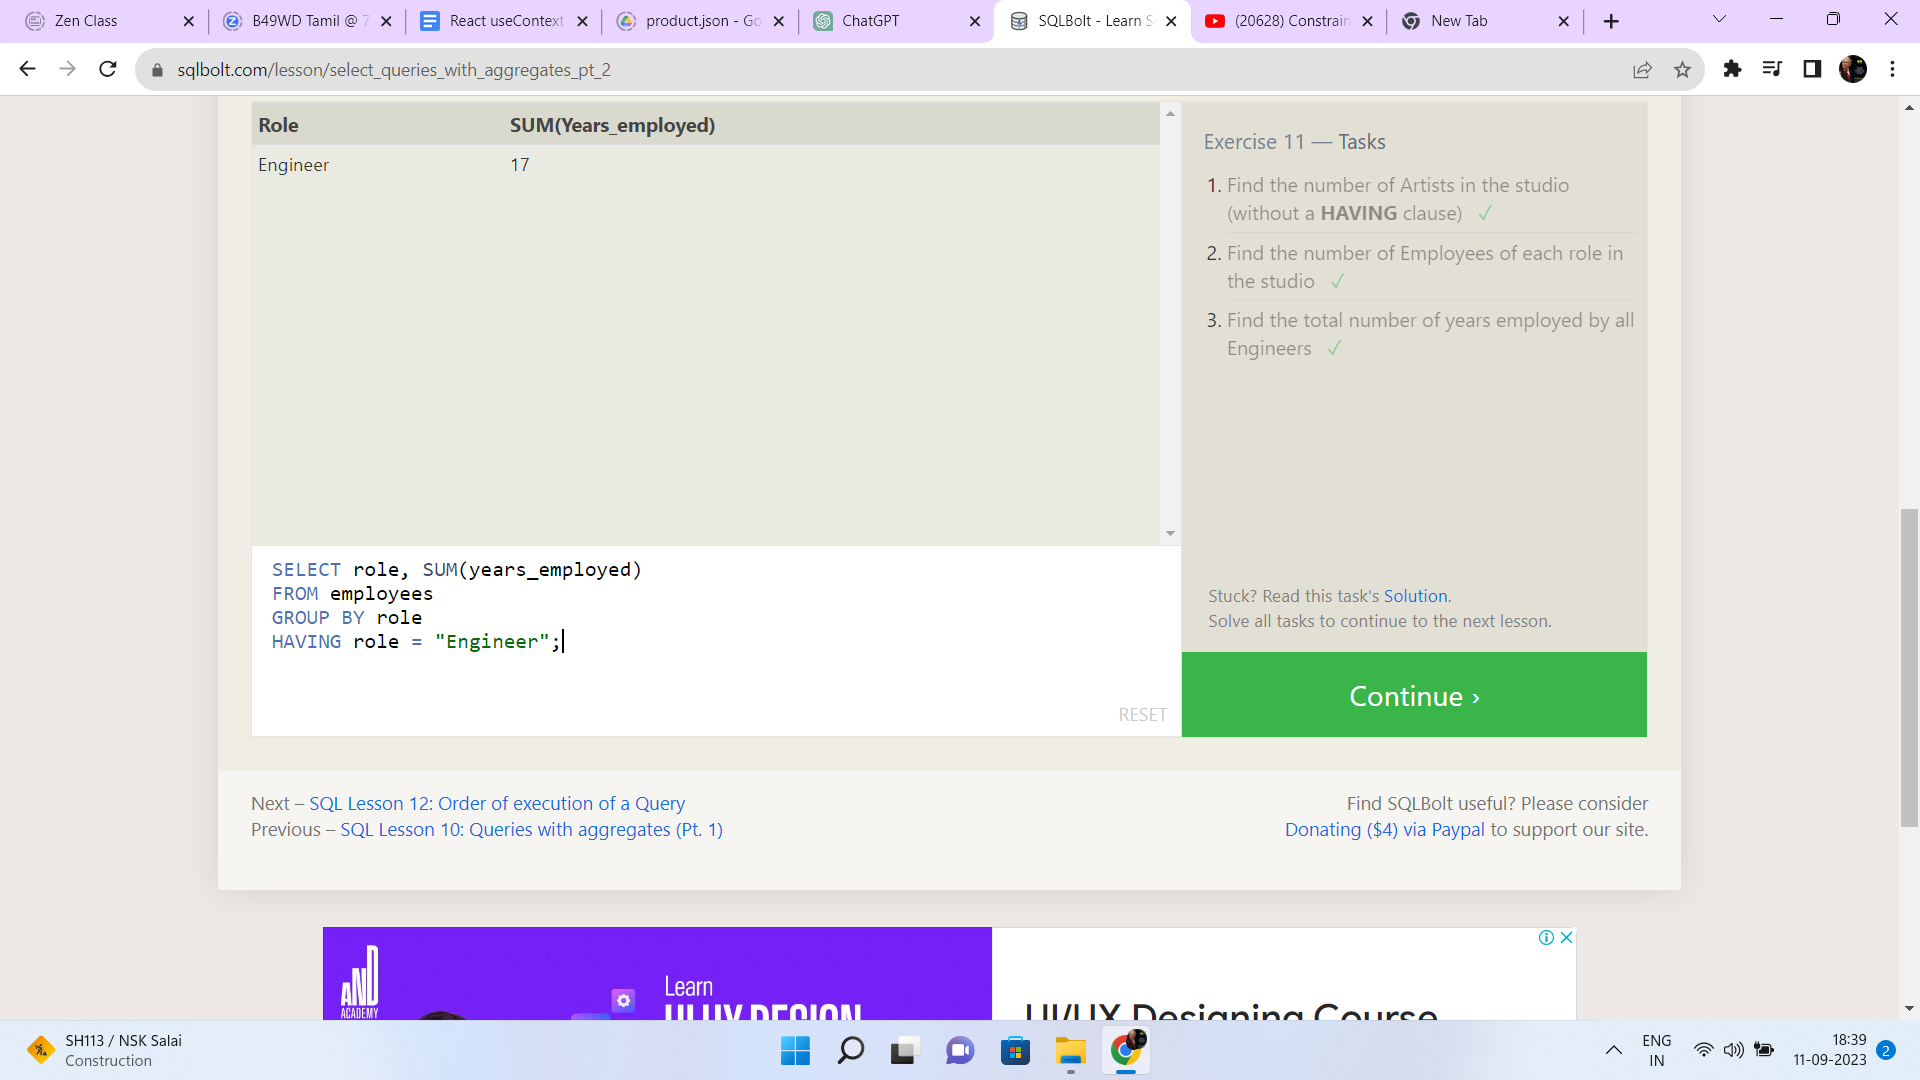 Zen Class
B49WD Tamil @ 7
React useContext
product.json - Go
ChatGPT
SQLBolt - Learn S
(20628) Constrain
New Tab
sqlbolt.com/lesson/select_queries_with_aggregates_pt_2
Role SUM(Years_employed)
Engineer 17
Exercise 11 — Tasks
1. Find the number of Artists in the studio
(without a HAVING clause) ✓
2. Find the number of Employees of each role in
the studio ✓
3. Find the total number of years employed by all
Engineers ✓
SELECT role, SUM(years_employed)
FROM employees
GROUP BY role
HAVING role = "Engineer";
RESET
Stuck? Read this task's Solution.
Solve all tasks to continue to the next lesson.
Continue ›
Next – SQL Lesson 12: Order of execution of a Query
Previous – SQL Lesson 10: Queries with aggregates (Pt. 1)
Find SQLBolt useful? Please consider
Donating ($4) via Paypal to support our site.
AND
ACADEMY
Learn
UI UX DESIGN
UI/UX Designing Course
SH113 / NSK Salai
Construction
ENG
IN
18:39
11-09-2023
2